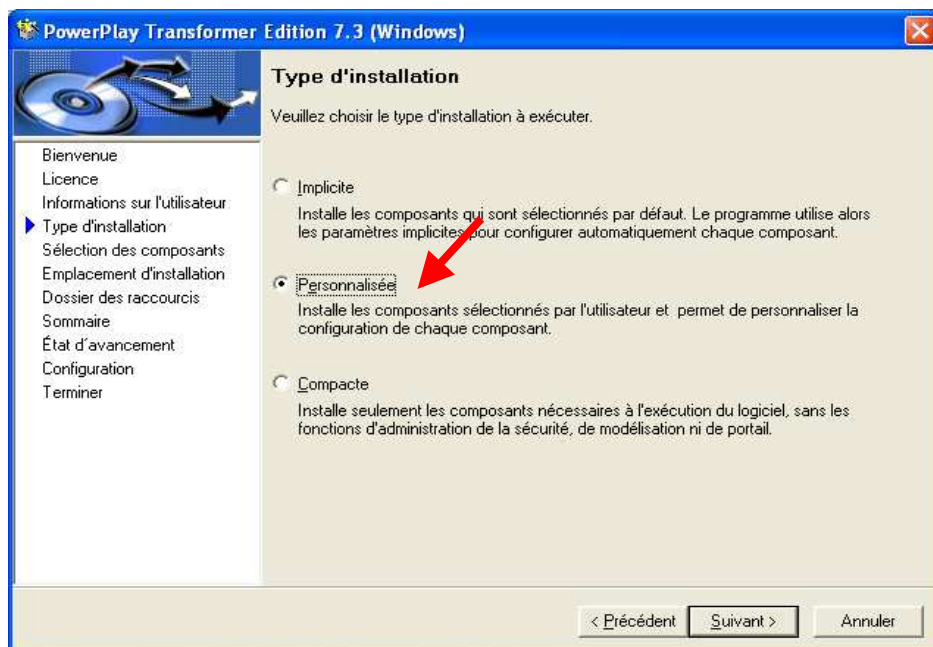 PowerPlay Transformer Edition 7.3 (Windows)
Type d'installation
Veuillez choisir le type d'installation à exécuter.
Bienvenue
Licence
Informations sur l'utilisateur
Type d'installation
Sélection des composants
Emplacement d'installation
Dossier des raccourcis
Sommaire
État d´avancement
Configuration
Terminer
Implicite
Installe les composants qui sont sélectionnés par défaut. Le programme utilise alors
les paramètres implicites pour configurer automatiquement chaque composant.
Personnalisée
Installe les composants sélectionnés par l'utilisateur et permet de personnaliser la
configuration de chaque composant.
Compacte
Installe seulement les composants nécessaires à l'exécution du logiciel, sans les
fonctions d'administration de la sécurité, de modélisation ni de portail.
< Précédent
Suivant >
Annuler